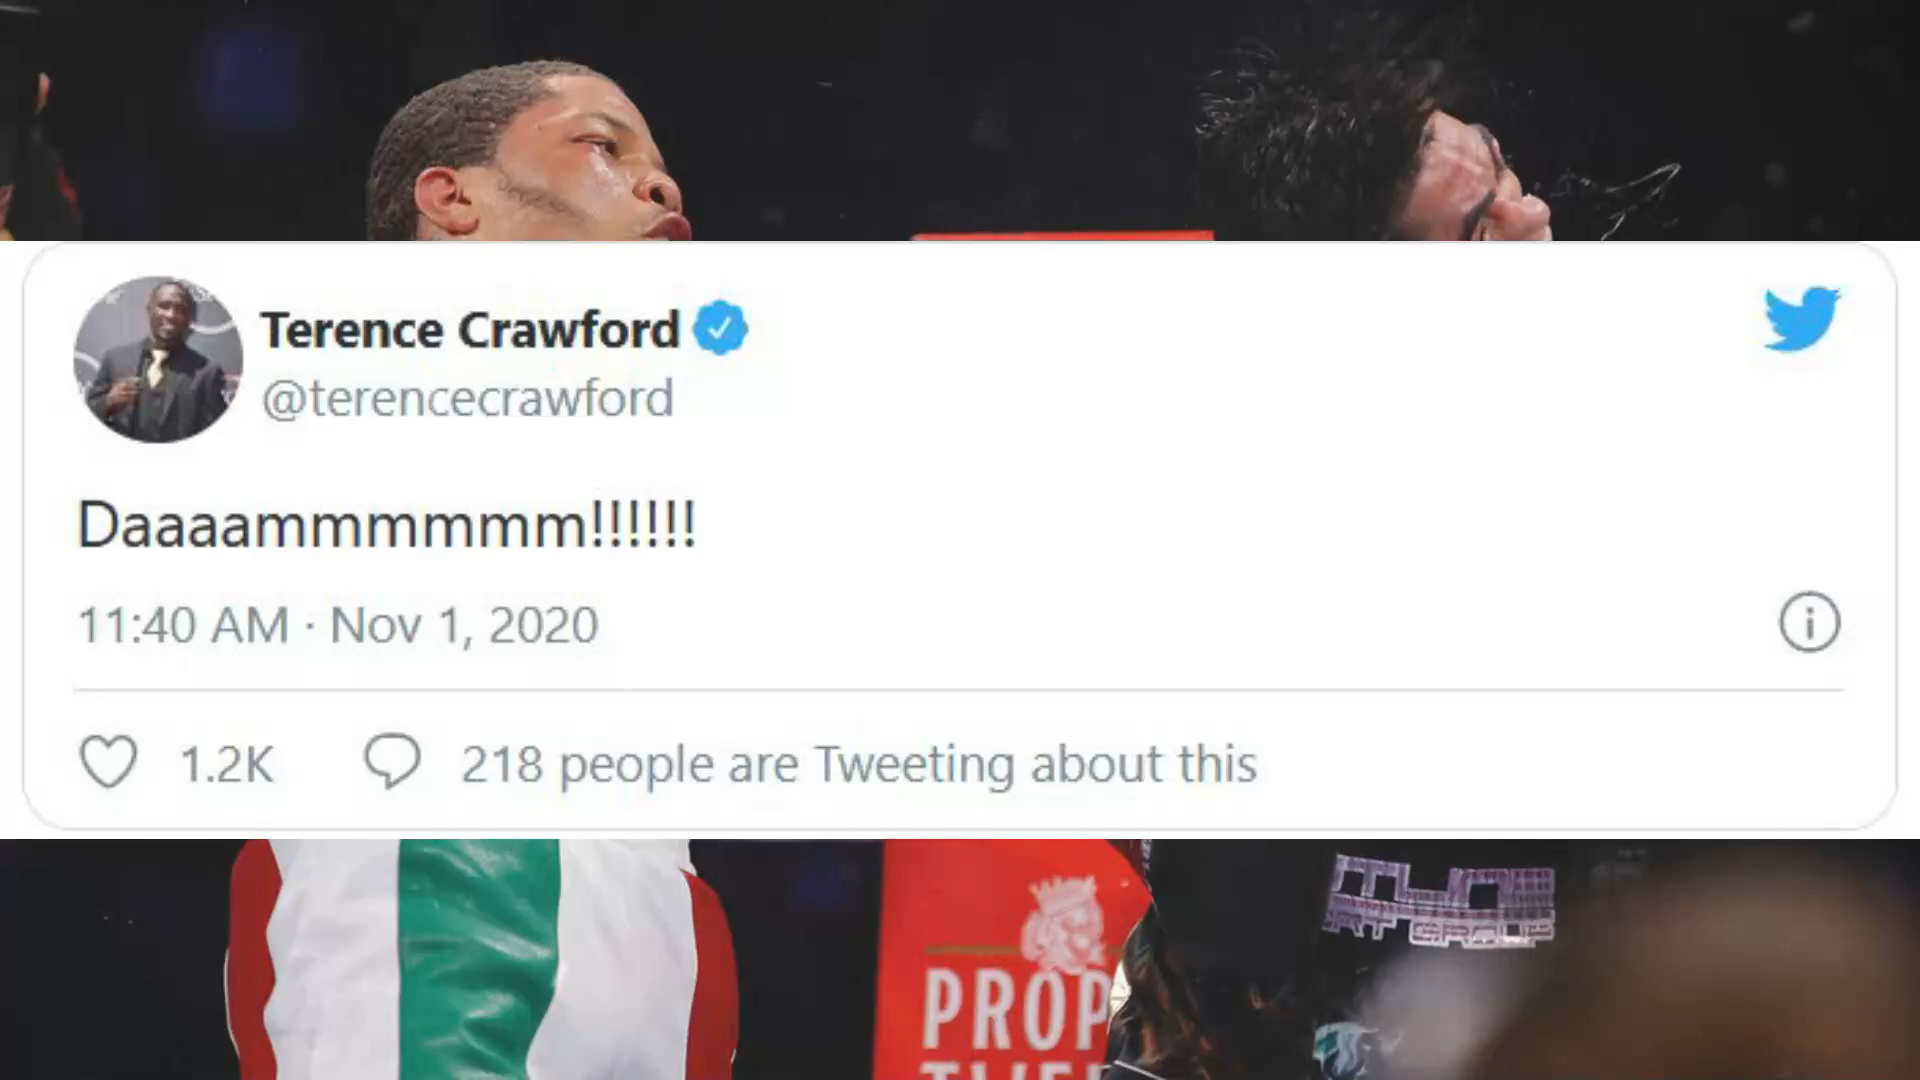 Terence Crawford
@terencecrawford
Daaaammmmmm!!!!!!
11:40 AM · Nov 1, 2020
1.2K
218 people are Tweeting about this
PROP